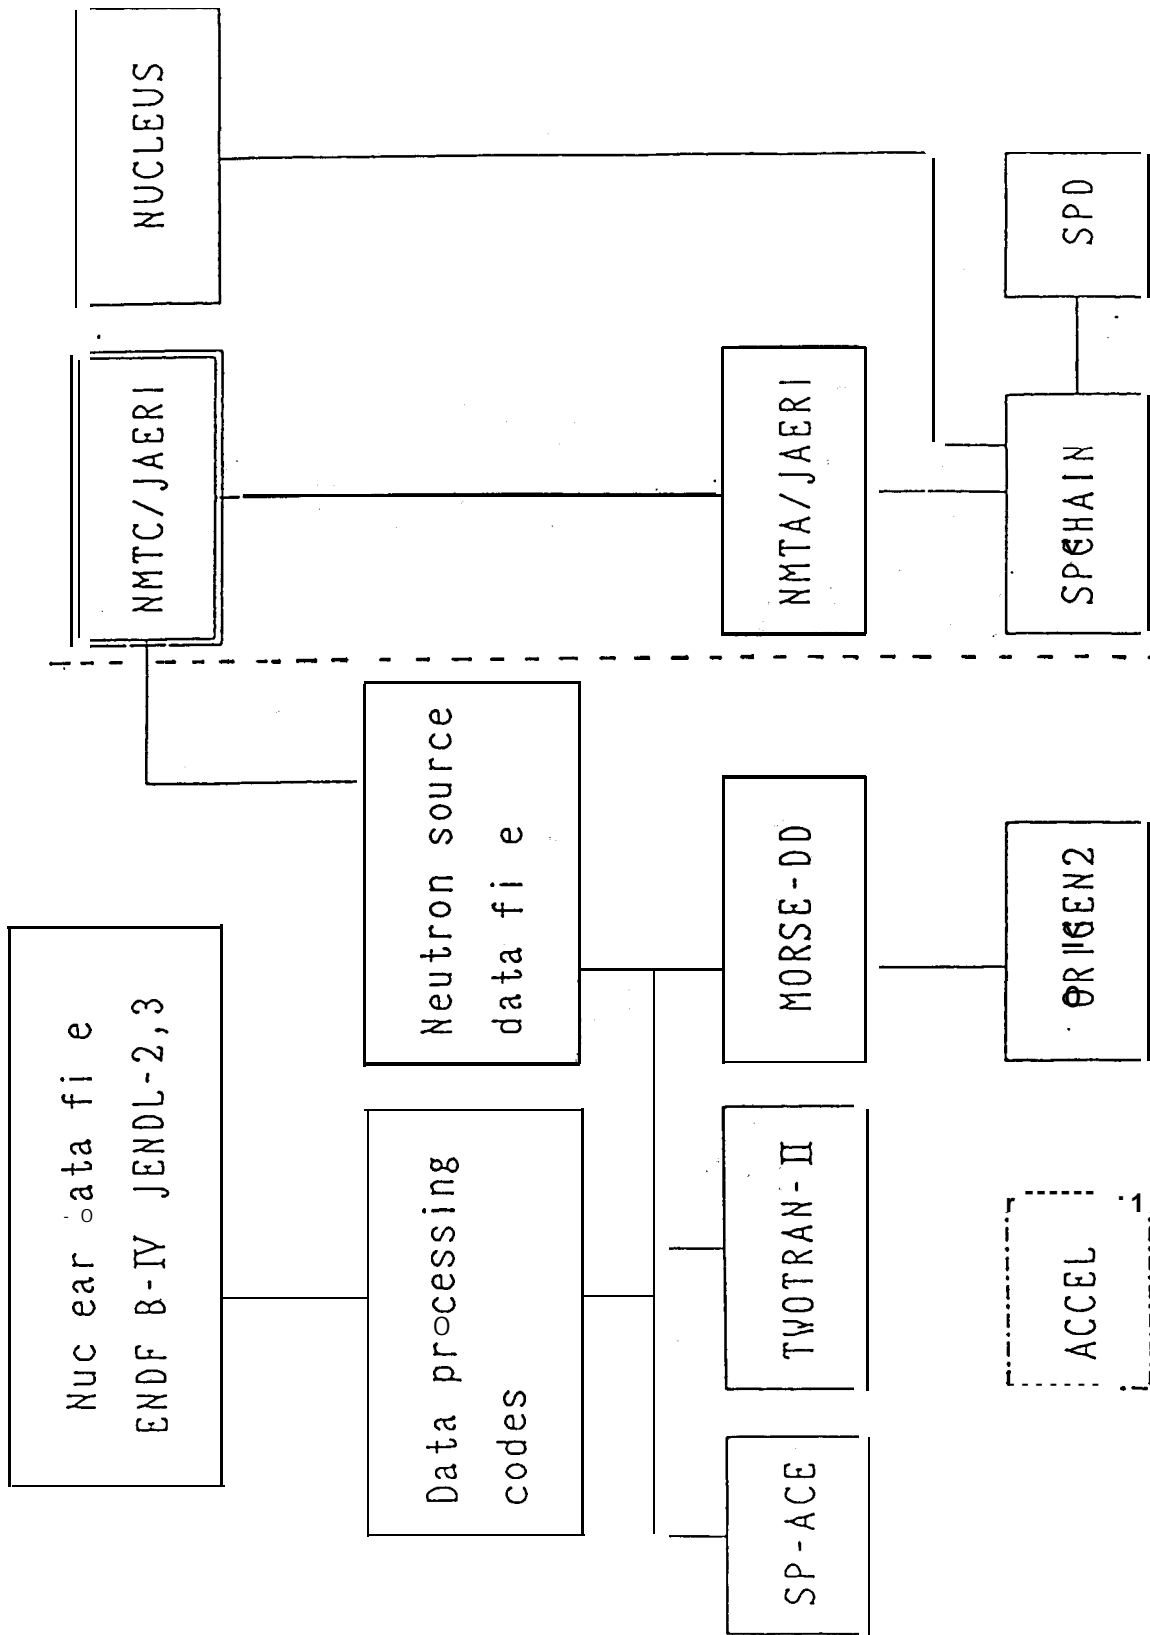 Nuc ear data fi e
ENDF B-IV JENDL-2,3
NMTC/JAERI
NUCLEUS
Data processing
codes
Neutron source
data fi e
SP-ACE
TWOTRAN-II
MORSE-DD
NMTA/JAERI
ACCEL
ORIGEN2
SPCHAIN
SPD